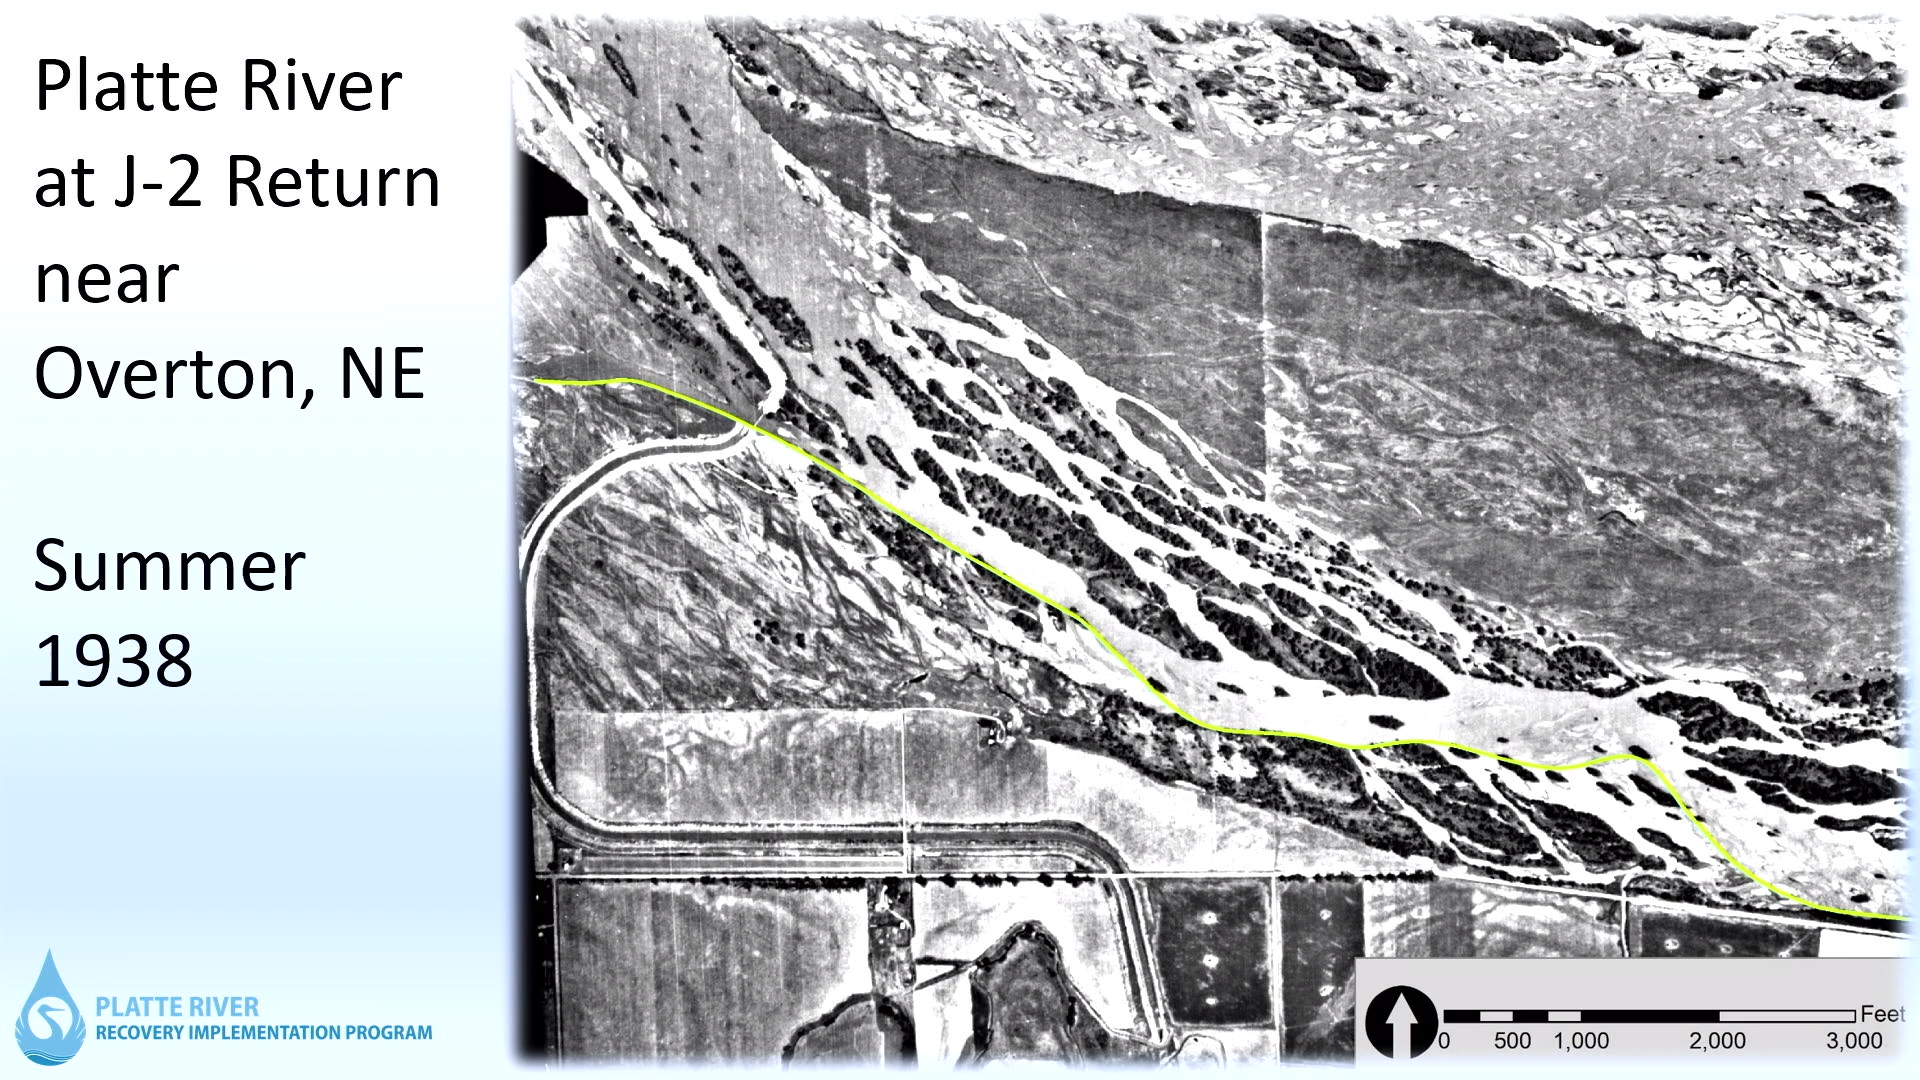 Platte River
at J-2 Return
near
Overton, NE
Summer
1938
PLATTE RIVER
RECOVERY IMPLEMENTATION PROGRAM
Feet
0 500 1,000 2,000 3,000